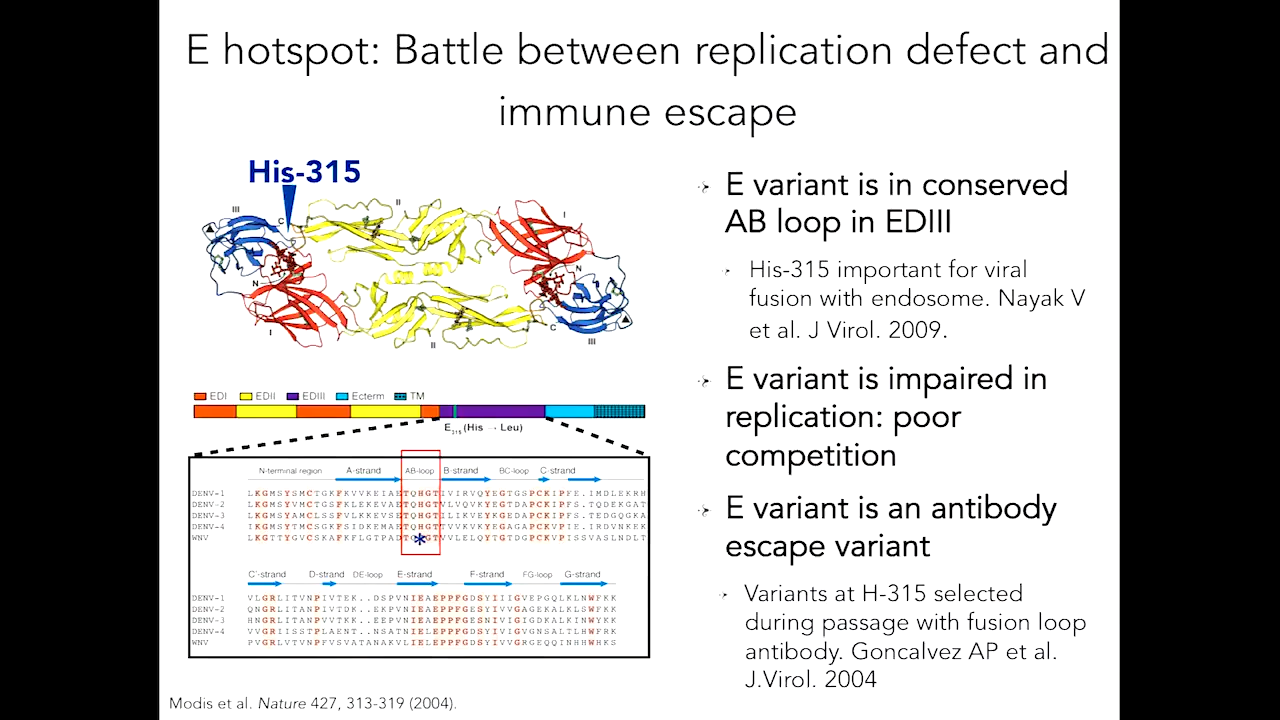 E hotspot: Battle between replication defect and
immune escape
His-315
III
C
II
I
N
N
I
II
C
III
EDI EDII EDIII Ecterm TM
E315 (His → Leu)
N-terminal region A-strand AB-loop B-strand BC-loop C-strand
DENV-1
DENV-2
DENV-3
DENV-4
WNV
*
C'-strand D-strand DE-loop E-strand F-strand FG-loop G-strand
DENV-1
DENV-2
DENV-3
DENV-4
WNV
Modis et al. Nature 427, 313-319 (2004).
E variant is in conserved
AB loop in EDIII
His-315 important for viral
fusion with endosome. Nayak V
et al. J Virol. 2009.
E variant is impaired in
replication: poor
competition
E variant is an antibody
escape variant
Variants at H-315 selected
during passage with fusion loop
antibody. Goncalvez AP et al.
J.Virol. 2004